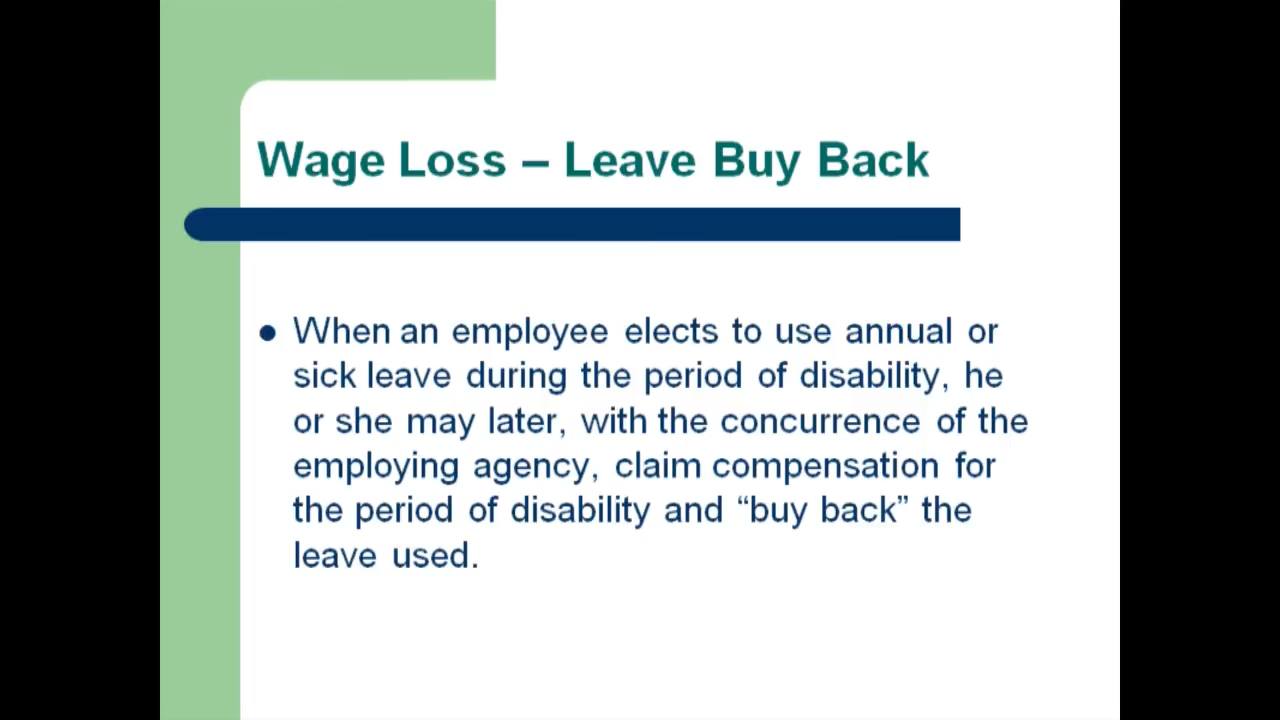 Wage Loss – Leave Buy Back
● When an employee elects to use annual or
sick leave during the period of disability, he
or she may later, with the concurrence of the
employing agency, claim compensation for
the period of disability and “buy back” the
leave used.